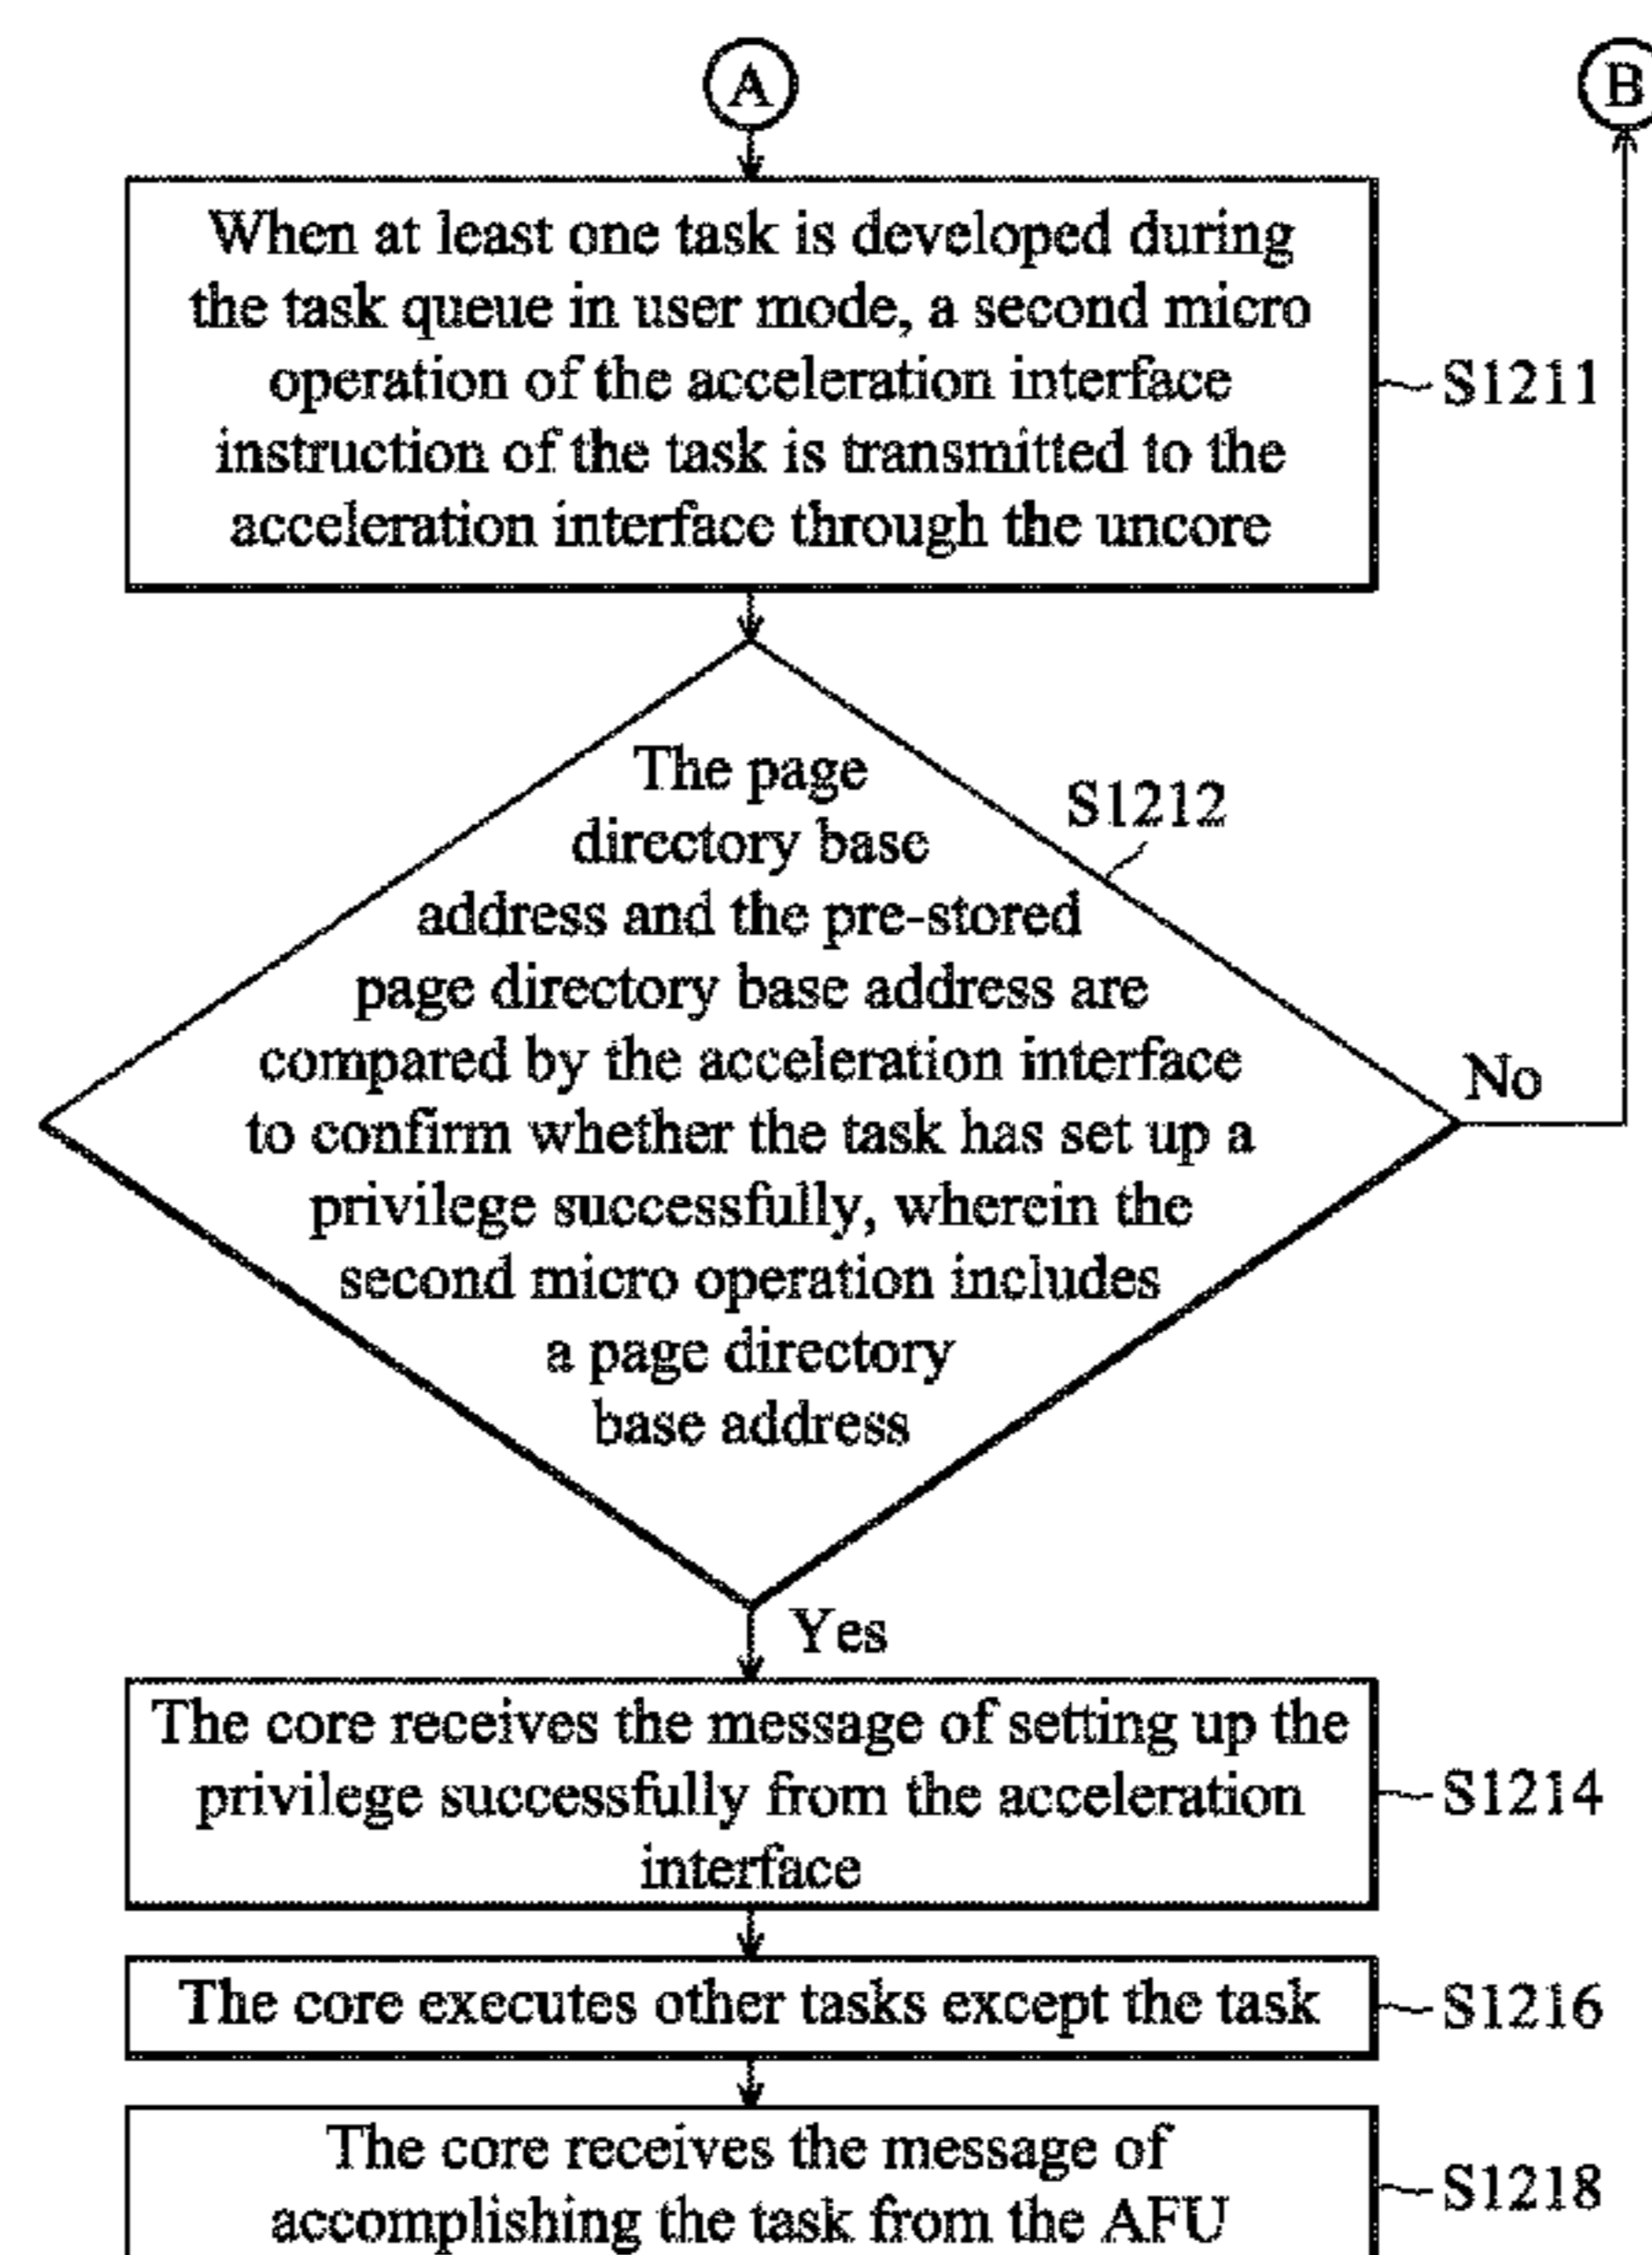 A
B
When at least one task is developed during
the task queue in user mode, a second micro
operation of the acceleration interface
instruction of the task is transmitted to the
acceleration interface through the uncore
S1211
The page
directory base
address and the pre-stored
page directory base address are
compared by the acceleration interface
to confirm whether the task has set up a
privilege successfully, wherein the
second micro operation includes
a page directory
base address
S1212
No
Yes
The core receives the message of setting up the
privilege successfully from the acceleration
interface
S1214
The core executes other tasks except the task
S1216
The core receives the message of
accomplishing the task from the AFU
S1218